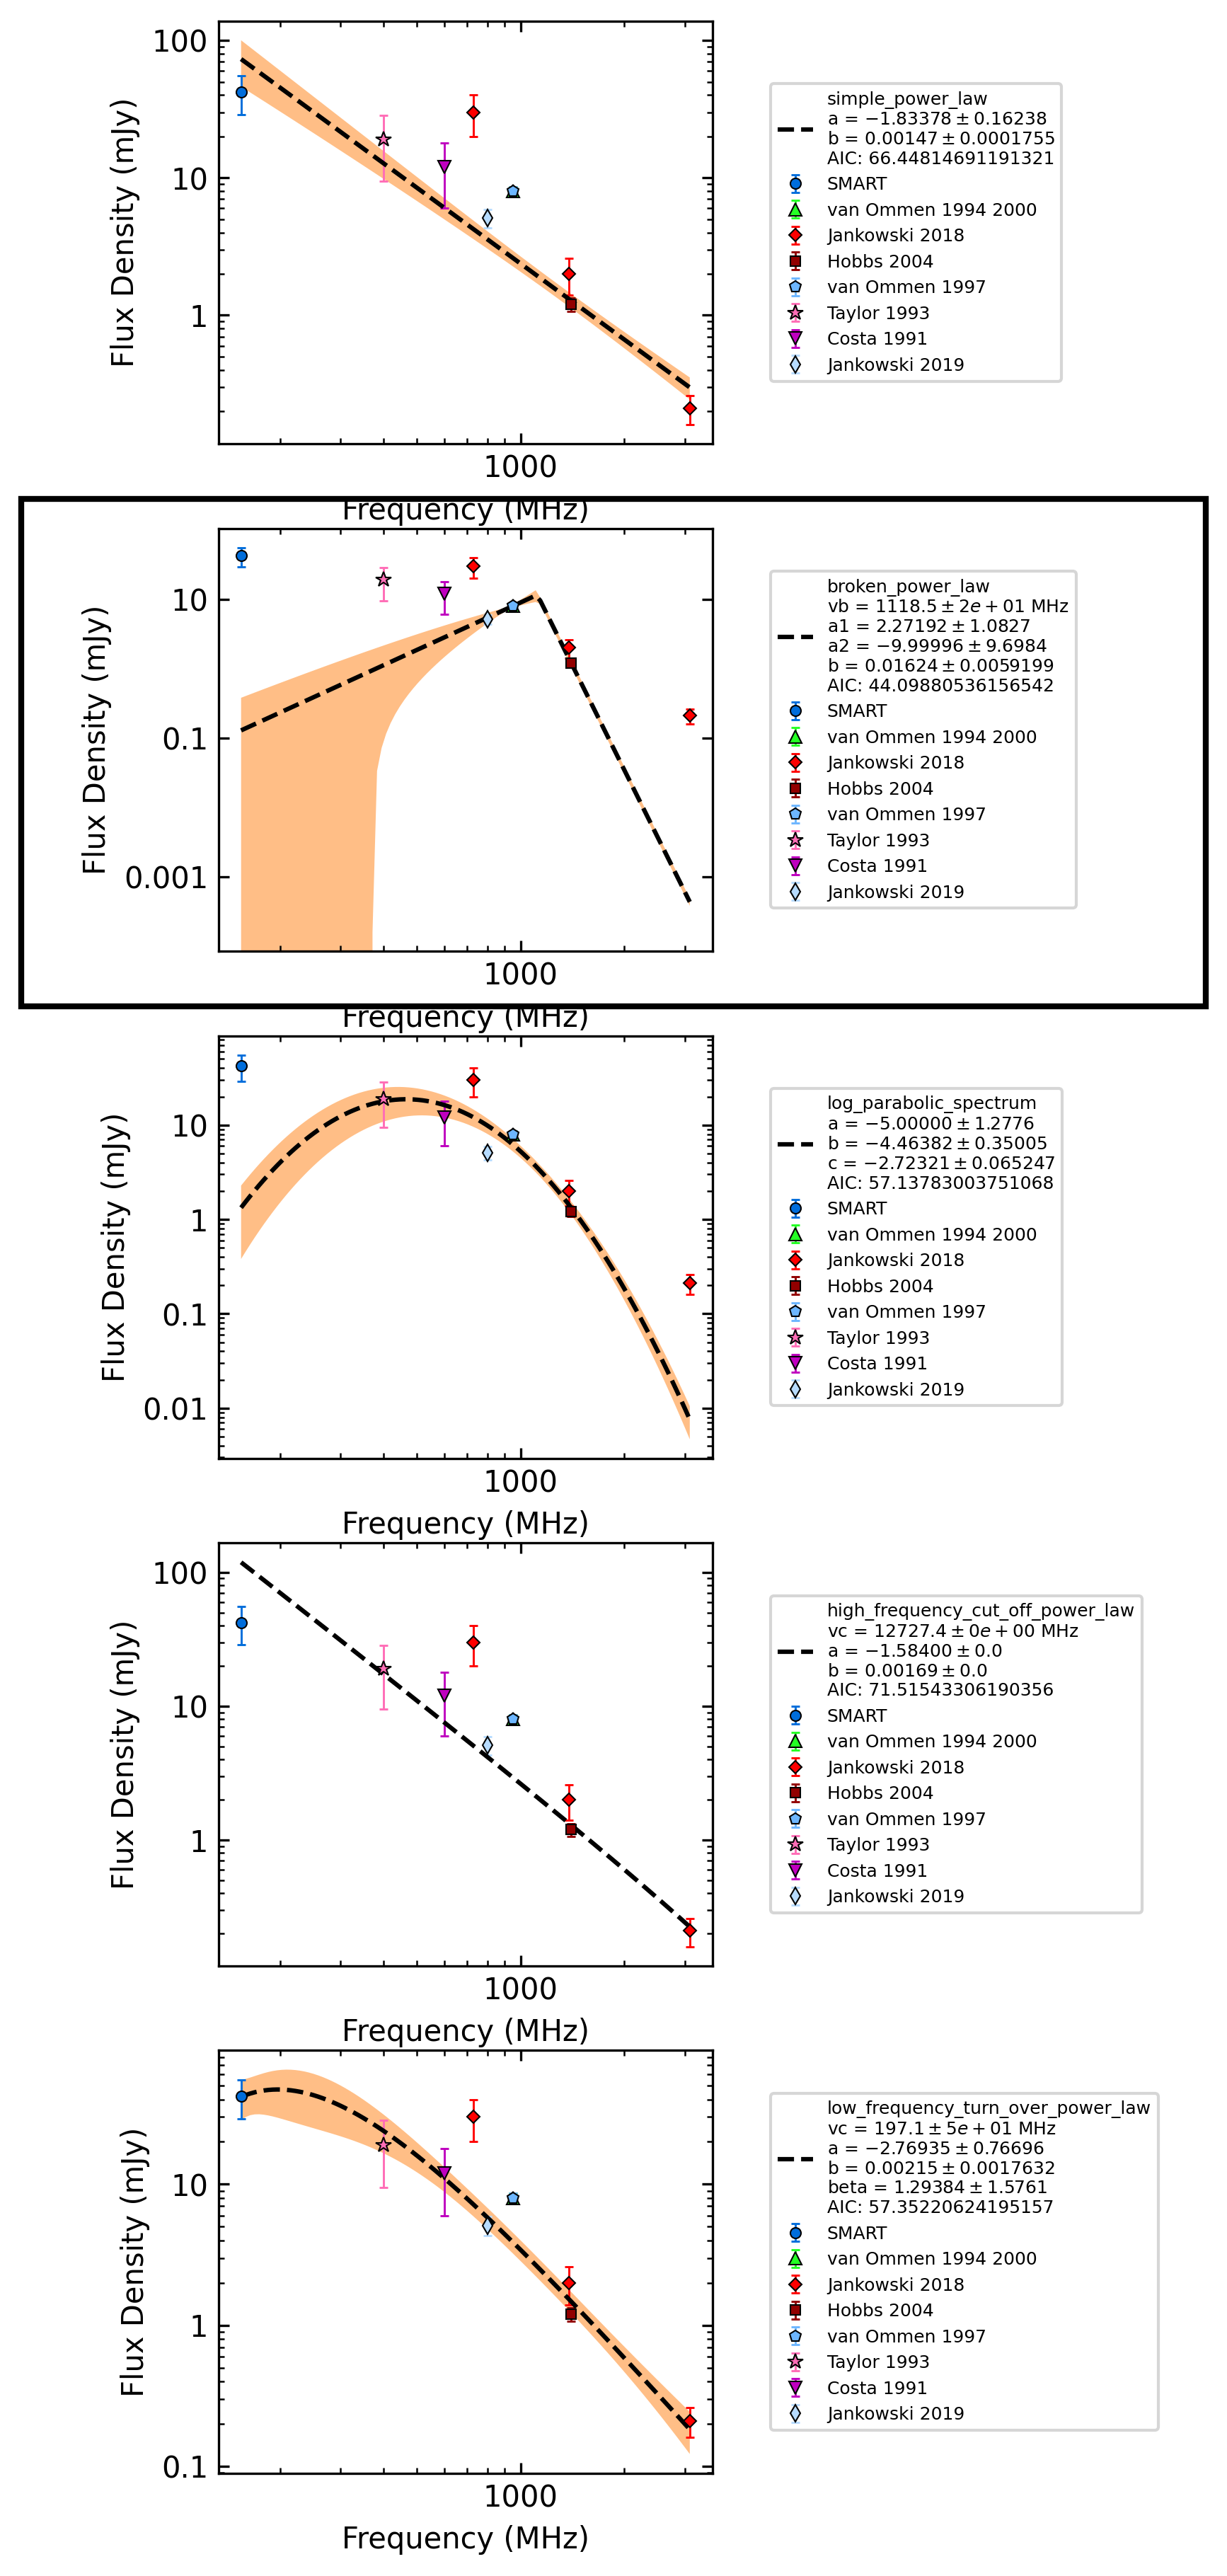 100
10
1
Flux Density (mJy)
1000
Frequency (MHz)
simple_power_law
a = −1.83378 ± 0.16238
b = 0.00147 ± 0.0001755
AIC: 66.44814691191321
SMART
van Ommen 1994 2000
Jankowski 2018
Hobbs 2004
van Ommen 1997
Taylor 1993
Costa 1991
Jankowski 2019
10
0.1
0.001
Flux Density (mJy)
1000
Frequency (MHz)
broken_power_law
vb = 1118.5 ± 2e + 01 MHz
a1 = 2.27192 ± 1.0827
a2 = −9.99996 ± 9.6984
b = 0.01624 ± 0.0059199
AIC: 44.09880536156542
SMART
van Ommen 1994 2000
Jankowski 2018
Hobbs 2004
van Ommen 1997
Taylor 1993
Costa 1991
Jankowski 2019
10
1
0.1
0.01
Flux Density (mJy)
1000
Frequency (MHz)
log_parabolic_spectrum
a = −5.00000 ± 1.2776
b = −4.46382 ± 0.35005
c = −2.72321 ± 0.065247
AIC: 57.13783003751068
SMART
van Ommen 1994 2000
Jankowski 2018
Hobbs 2004
van Ommen 1997
Taylor 1993
Costa 1991
Jankowski 2019
100
10
1
Flux Density (mJy)
1000
Frequency (MHz)
high_frequency_cut_off_power_law
vc = 12727.4 ± 0e + 00 MHz
a = −1.58400 ± 0.0
b = 0.00169 ± 0.0
AIC: 71.51543306190356
SMART
van Ommen 1994 2000
Jankowski 2018
Hobbs 2004
van Ommen 1997
Taylor 1993
Costa 1991
Jankowski 2019
10
1
0.1
Flux Density (mJy)
1000
Frequency (MHz)
low_frequency_turn_over_power_law
vc = 197.1 ± 5e + 01 MHz
a = −2.76935 ± 0.76696
b = 0.00215 ± 0.0017632
beta = 1.29384 ± 1.5761
AIC: 57.35220624195157
SMART
van Ommen 1994 2000
Jankowski 2018
Hobbs 2004
van Ommen 1997
Taylor 1993
Costa 1991
Jankowski 2019